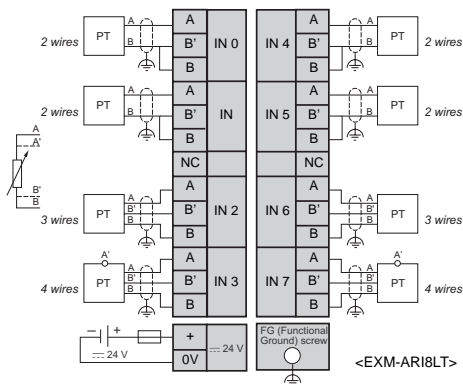 2 wires PT A B A B' B IN 0 IN 4 A B' B A B PT 2 wires
2 wires PT A B A B' B IN IN 5 A B' B A B PT 2 wires
A
A'
B'
B
NC NC
3 wires PT A B' B A B' B IN 2 IN 6 A B' B A B' B PT 3 wires
4 wires A' PT A B' B A B' B IN 3 IN 7 A B' B A B' B A' PT 4 wires
− + + 24 V FG (Functional
Ground) screw
24 V 0V
<EXM-ARI8LT>